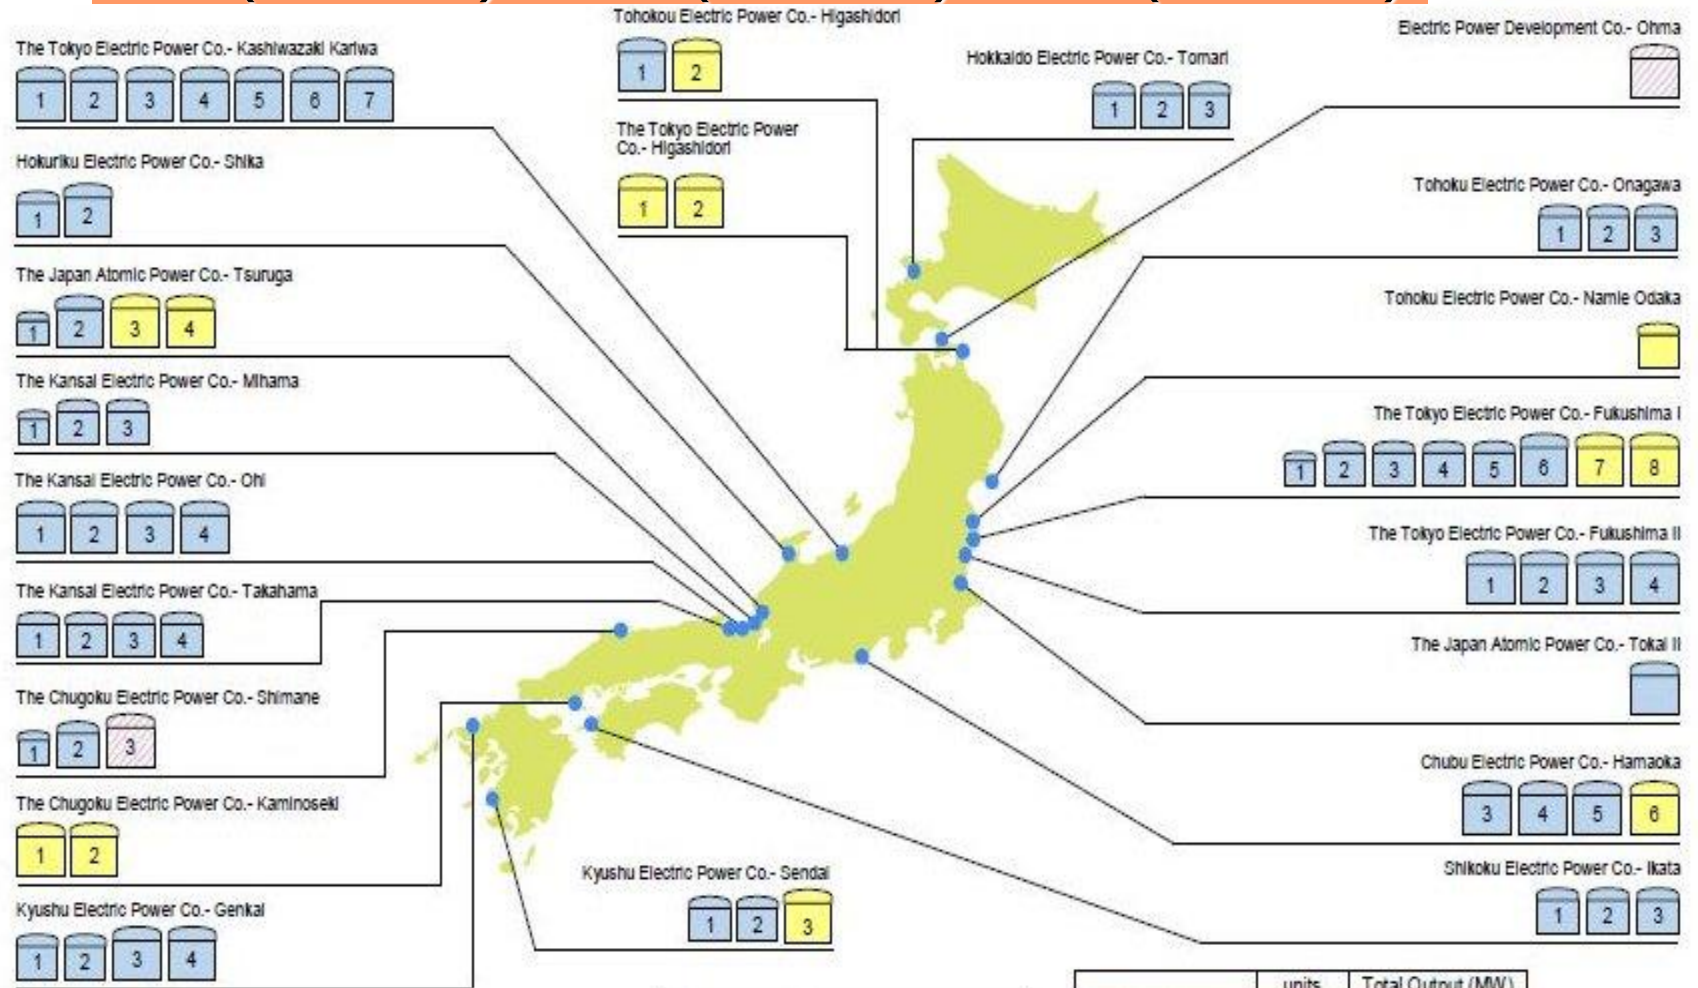 Tohokou Electric Power Co.- Higashidori
1 2
The Tokyo Electric Power Co.- Kashiwazaki Kariwa
1 2 3 4 5 6 7
Hokkaido Electric Power Co.- Tomari
1 2 3
Electric Power Development Co.- Ohma
The Tokyo Electric Power
Co.- Higashidori
1 2
Hokuriku Electric Power Co.- Shika
1 2
Tohoku Electric Power Co.- Onagawa
1 2 3
The Japan Atomic Power Co.- Tsuruga
1 2 3 4
Tohoku Electric Power Co.- Namie Odaka
The Kansai Electric Power Co.- Mihama
1 2 3
The Tokyo Electric Power Co.- Fukushima I
1 2 3 4 5 6 7 8
The Kansai Electric Power Co.- Ohi
1 2 3 4
The Tokyo Electric Power Co.- Fukushima II
1 2 3 4
The Kansai Electric Power Co.- Takahama
1 2 3 4
The Japan Atomic Power Co.- Tokai II
The Chugoku Electric Power Co.- Shimane
1 2 3
Chubu Electric Power Co.- Hamaoka
3 4 5 6
The Chugoku Electric Power Co.- Kaminoseki
1 2
Kyushu Electric Power Co.- Sendai
1 2 3
Shikoku Electric Power Co.- Ikata
1 2 3
Kyushu Electric Power Co.- Genkai
1 2 3 4
units Total Output (MW)